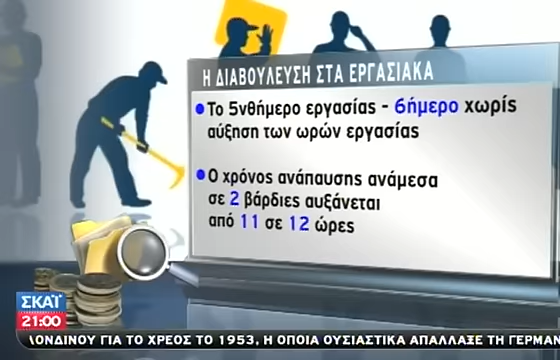 Η ΔΙΑΒΟΥΛΕΥΣΗ ΣΤΑ ΕΡΓΑΣΙΑΚΑ
Το 5νθήμερο εργασίας - 6ήμερο χωρίς
αύξηση των ωρών εργασίας
Ο χρόνος ανάπαυσης ανάμεσα
σε 2 βάρδιες αυξάνεται
από 11 σε 12 ώρες
ΣΚΑΪ
21:00
ΛΟΝΔΙΝΟΥ ΓΙΑ ΤΟ ΧΡΕΟΣ ΤΟ 1953, Η ΟΠΟΙΑ ΟΥΣΙΑΣΤΙΚΑ ΑΠΑΛΛΑΞΕ ΤΗ ΓΕΡΜΑ